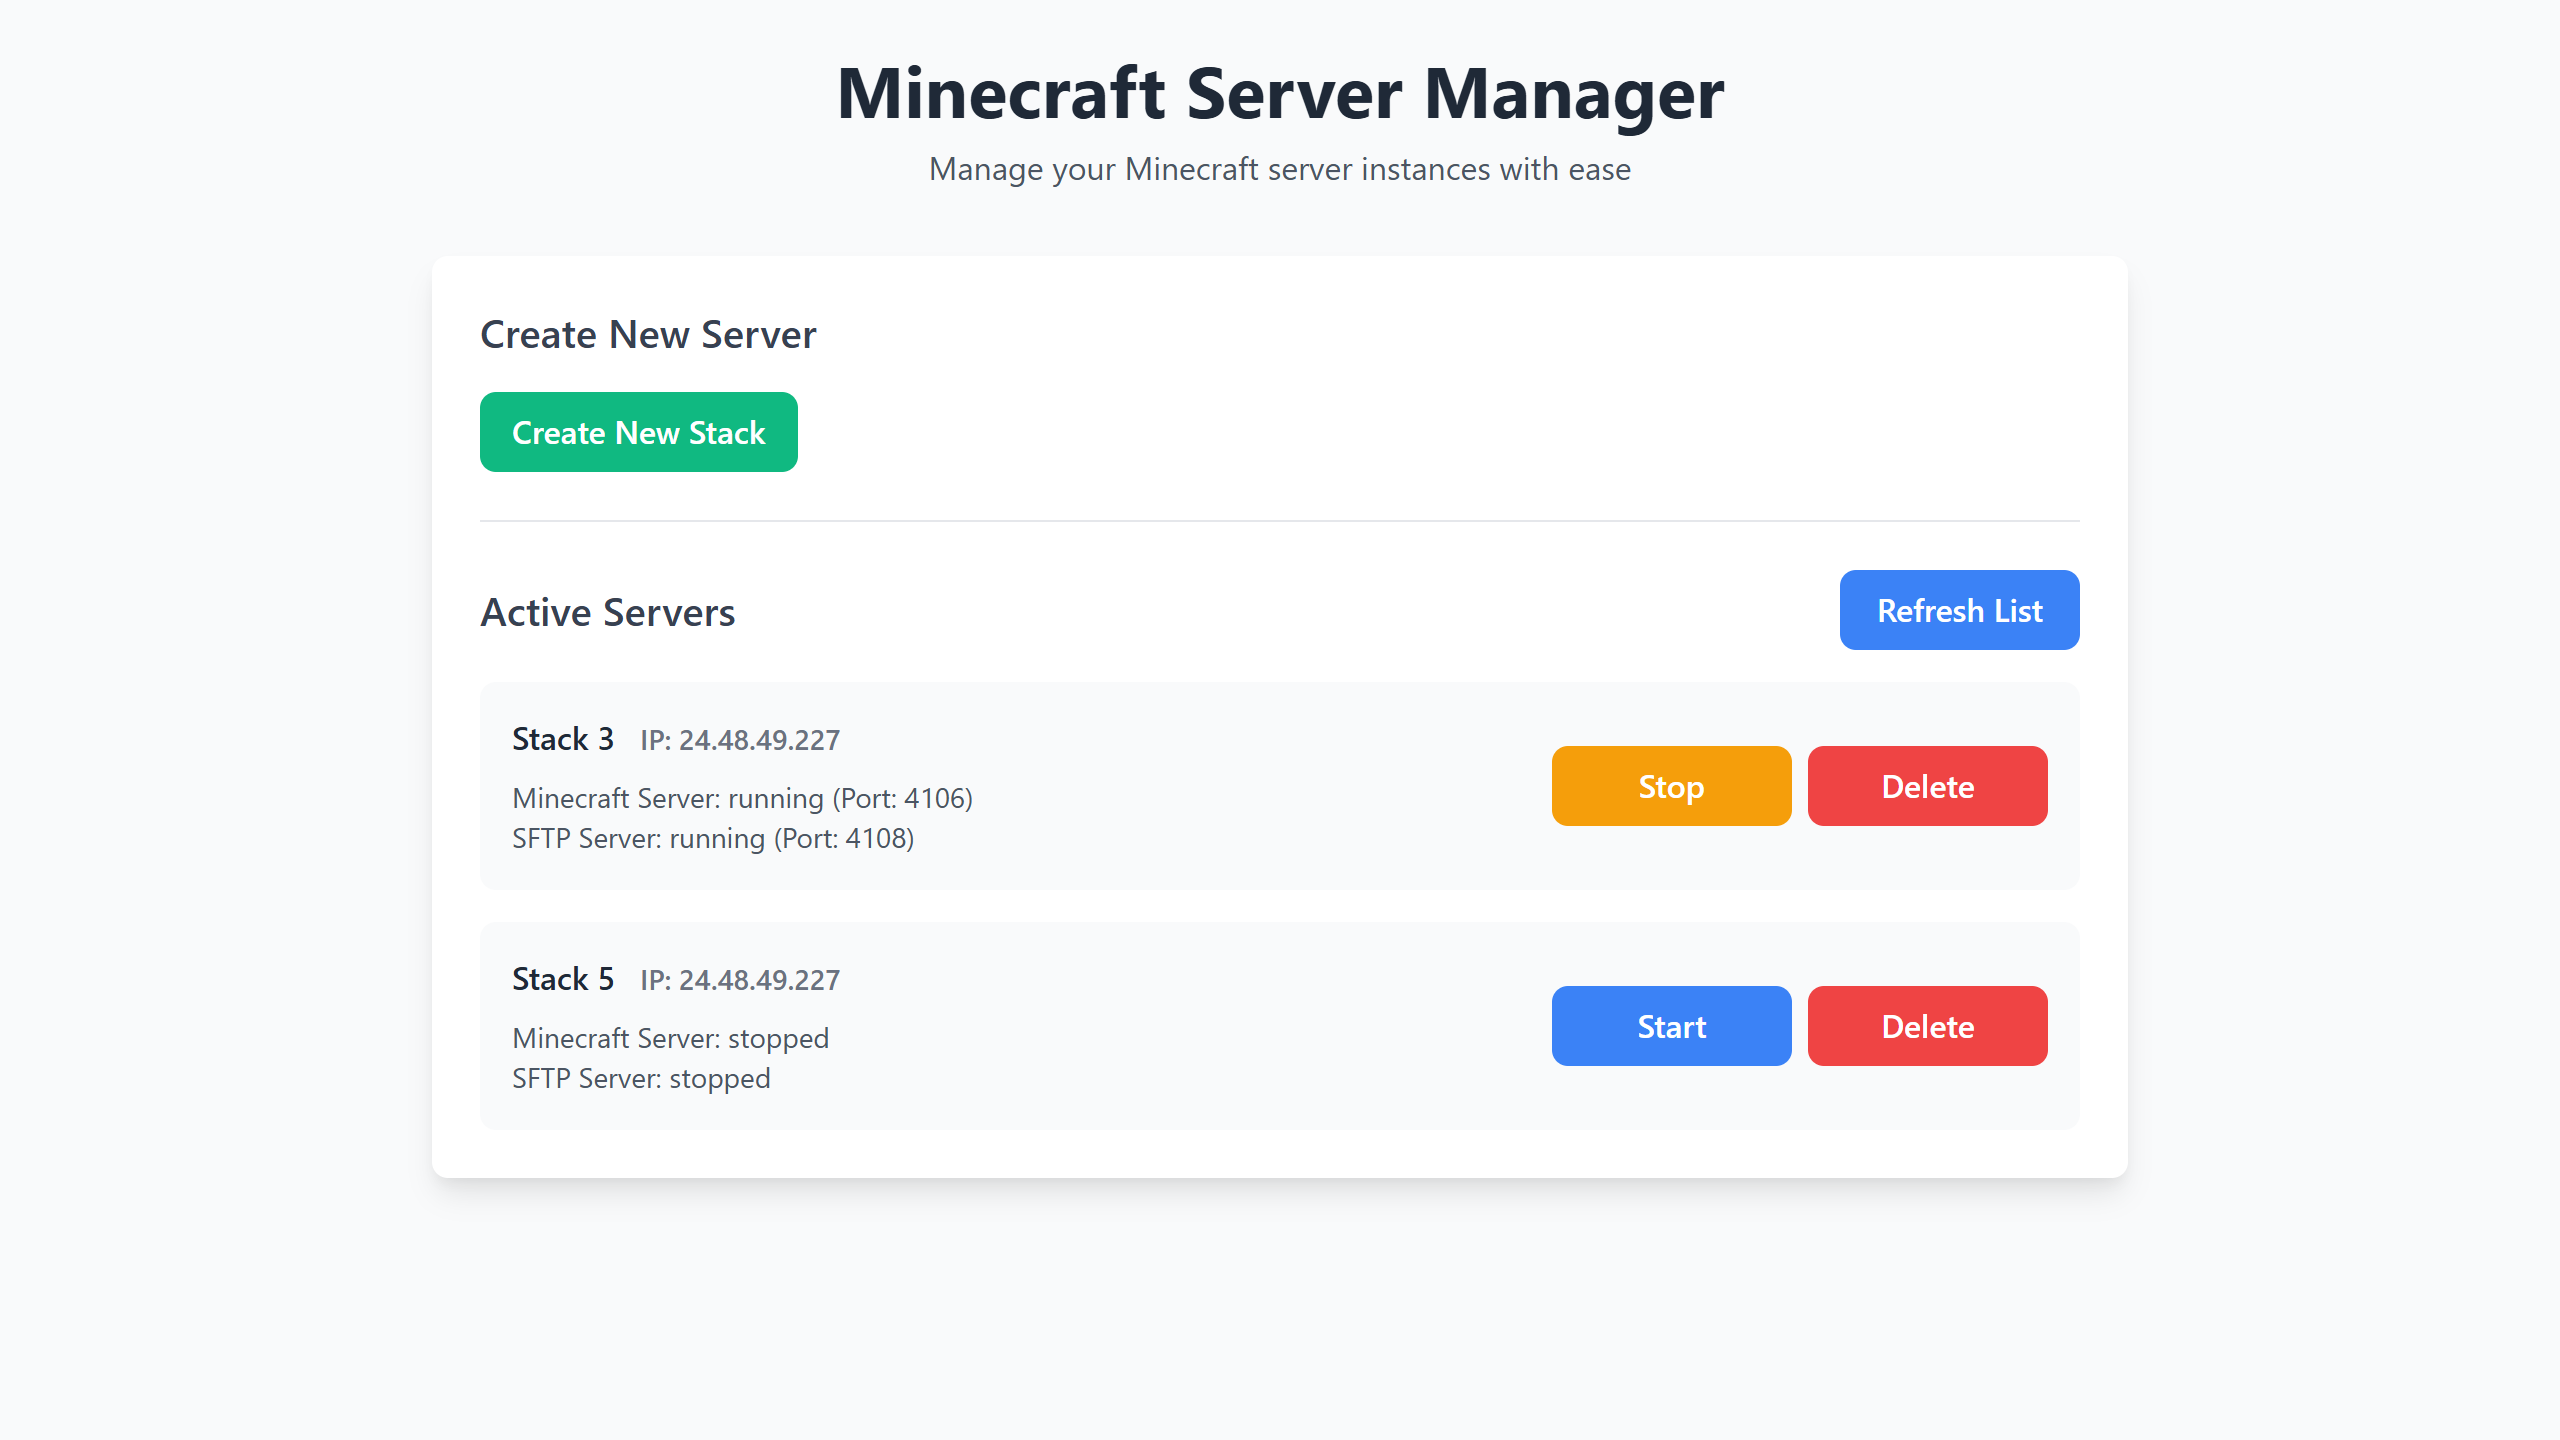 Minecraft Server Manager
Manage your Minecraft server instances with ease
Create New Server
Create New Stack
Active Servers
Refresh List
Stack 3 IP: 24.48.49.227
Minecraft Server: running (Port: 4106)
SFTP Server: running (Port: 4108)
Stop
Delete
Stack 5 IP: 24.48.49.227
Minecraft Server: stopped
SFTP Server: stopped
Start
Delete